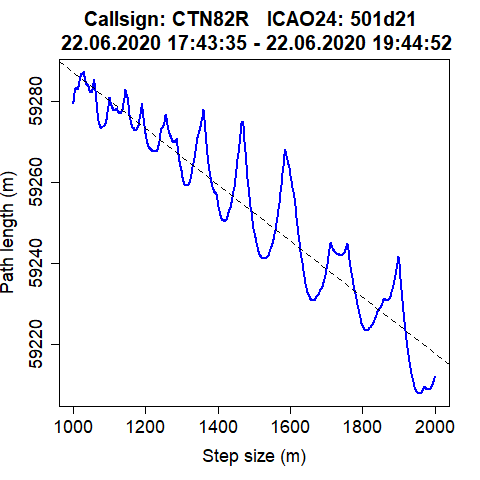 Callsign: CTN82R   ICAO24: 501d21
22.06.2020 17:43:35 - 22.06.2020 19:44:52
Path length (m)
59280
59260
59240
59220
1000 1200 1400 1600 1800 2000
Step size (m)